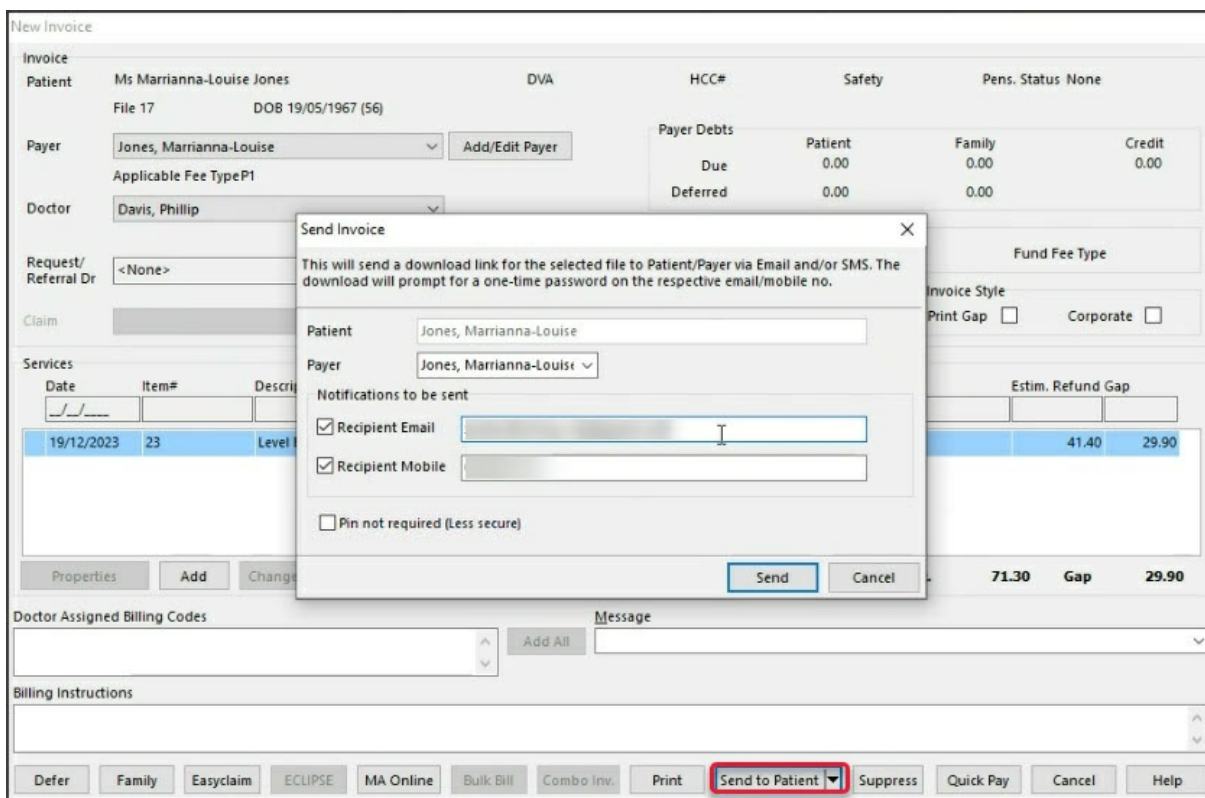 New Invoice
Invoice
Patient Ms Marrianna-Louise Jones DVA HCC# Safety Pens. Status None
File 17 DOB 19/05/1967 (56)
Payer Debts
Patient Family Credit
Payer Jones, Marrianna-Louise Add/Edit Payer
Due 0.00 0.00 0.00
Applicable Fee TypeP1
Deferred 0.00 0.00
Doctor Davis, Phillip
Request/
Referral Dr <None>
Fund Fee Type
Invoice Style
Print Gap Corporate
Claim
Send Invoice
This will send a download link for the selected file to Patient/Payer via Email and/or SMS. The
download will prompt for a one-time password on the respective email/mobile no.
Patient Jones, Marrianna-Louise
Payer Jones, Marrianna-Louise
Notifications to be sent
Recipient Email
Recipient Mobile
Pin not required (Less secure)
Send Cancel
Services
Date Item# Descrip Estim. Refund Gap
__/__/____
19/12/2023 23 Level 41.40 29.90
Properties Add Change 71.30 Gap 29.90
Doctor Assigned Billing Codes Message
Add All
Billing Instructions
Defer Family Easyclaim ECLIPSE MA Online Bulk Bill Combo Inv. Print Send to Patient Suppress Quick Pay Cancel Help